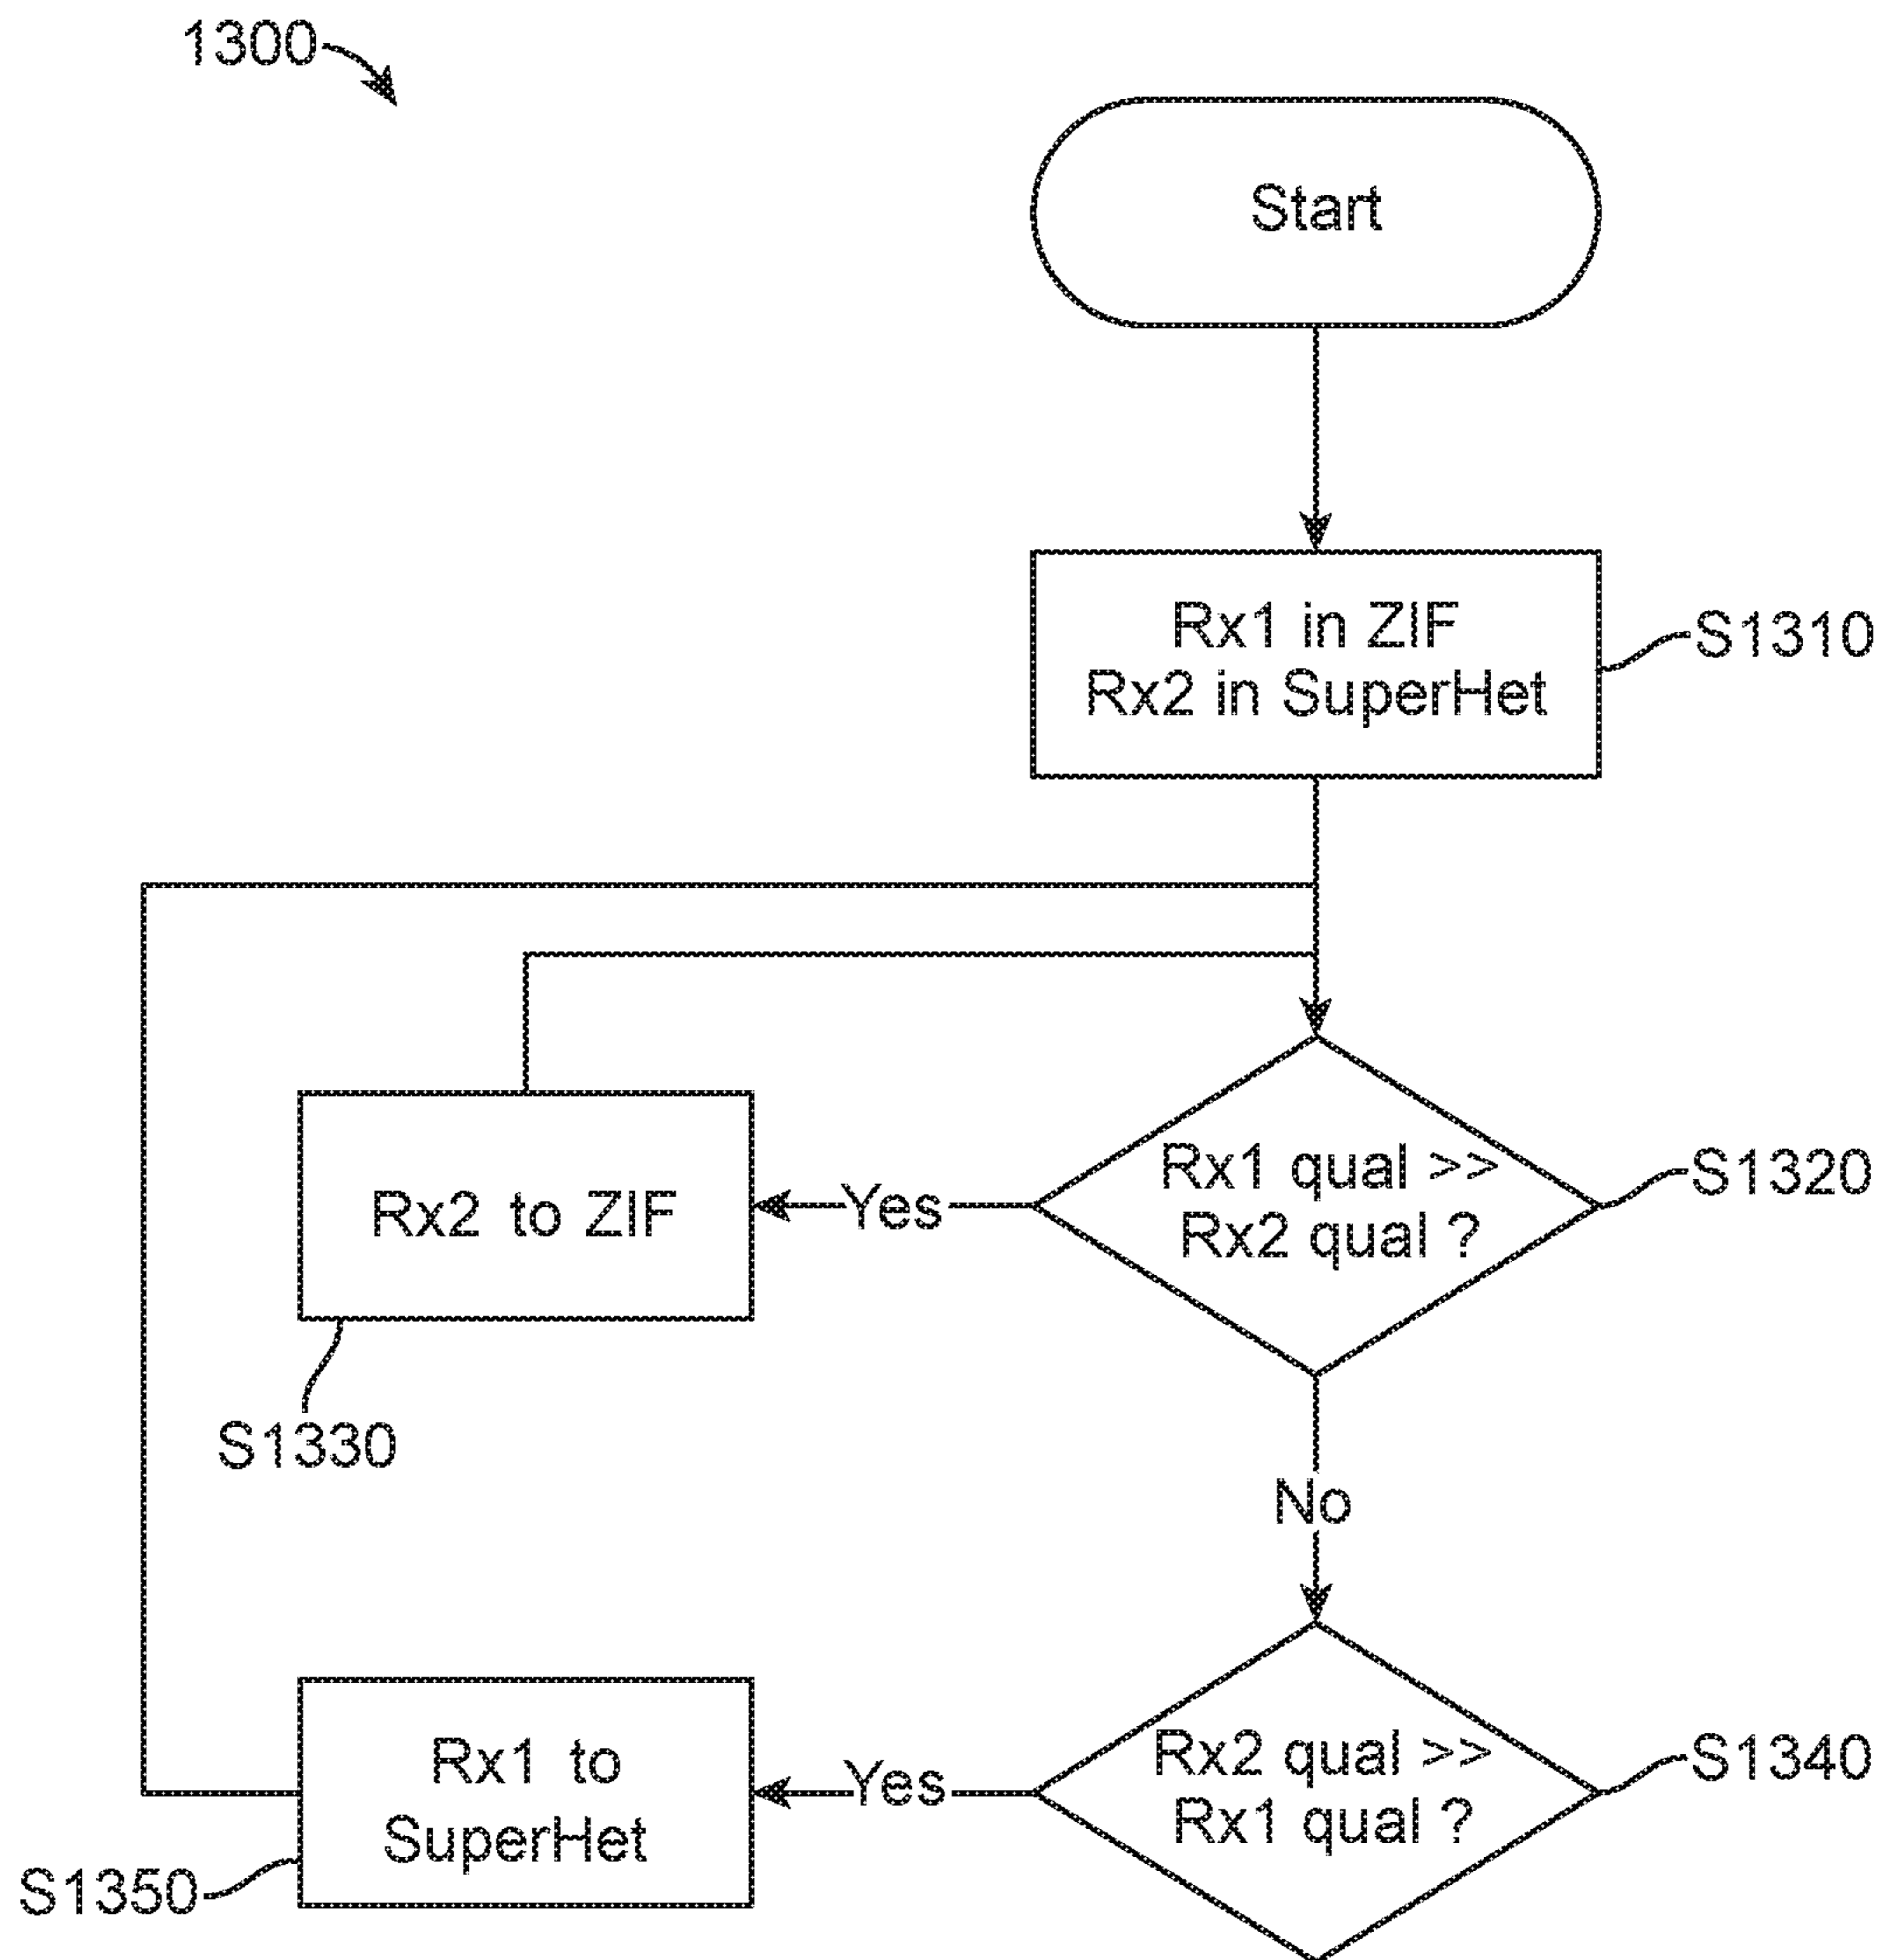 1300
Start
Rx1 in ZIF
Rx2 in SuperHet
S1310
Rx1 qual >>
Rx2 qual ?
S1320
Yes
Rx2 to ZIF
S1330
No
Rx2 qual >>
Rx1 qual ?
S1340
Yes
Rx1 to
SuperHet
S1350